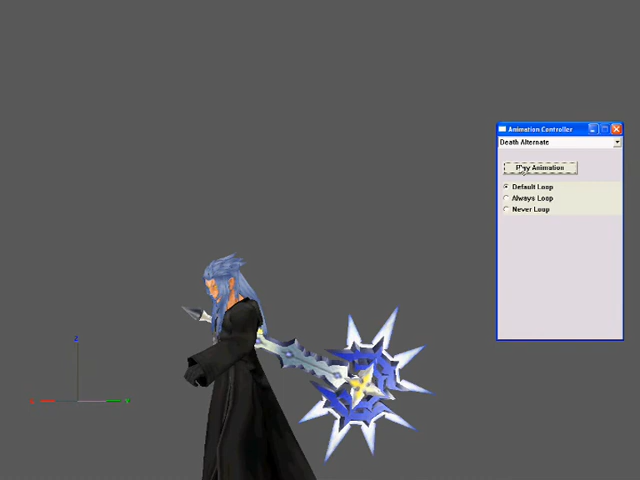 Animation Controller
Death Alternate
Play Animation
Default Loop
Always Loop
Never Loop
Z